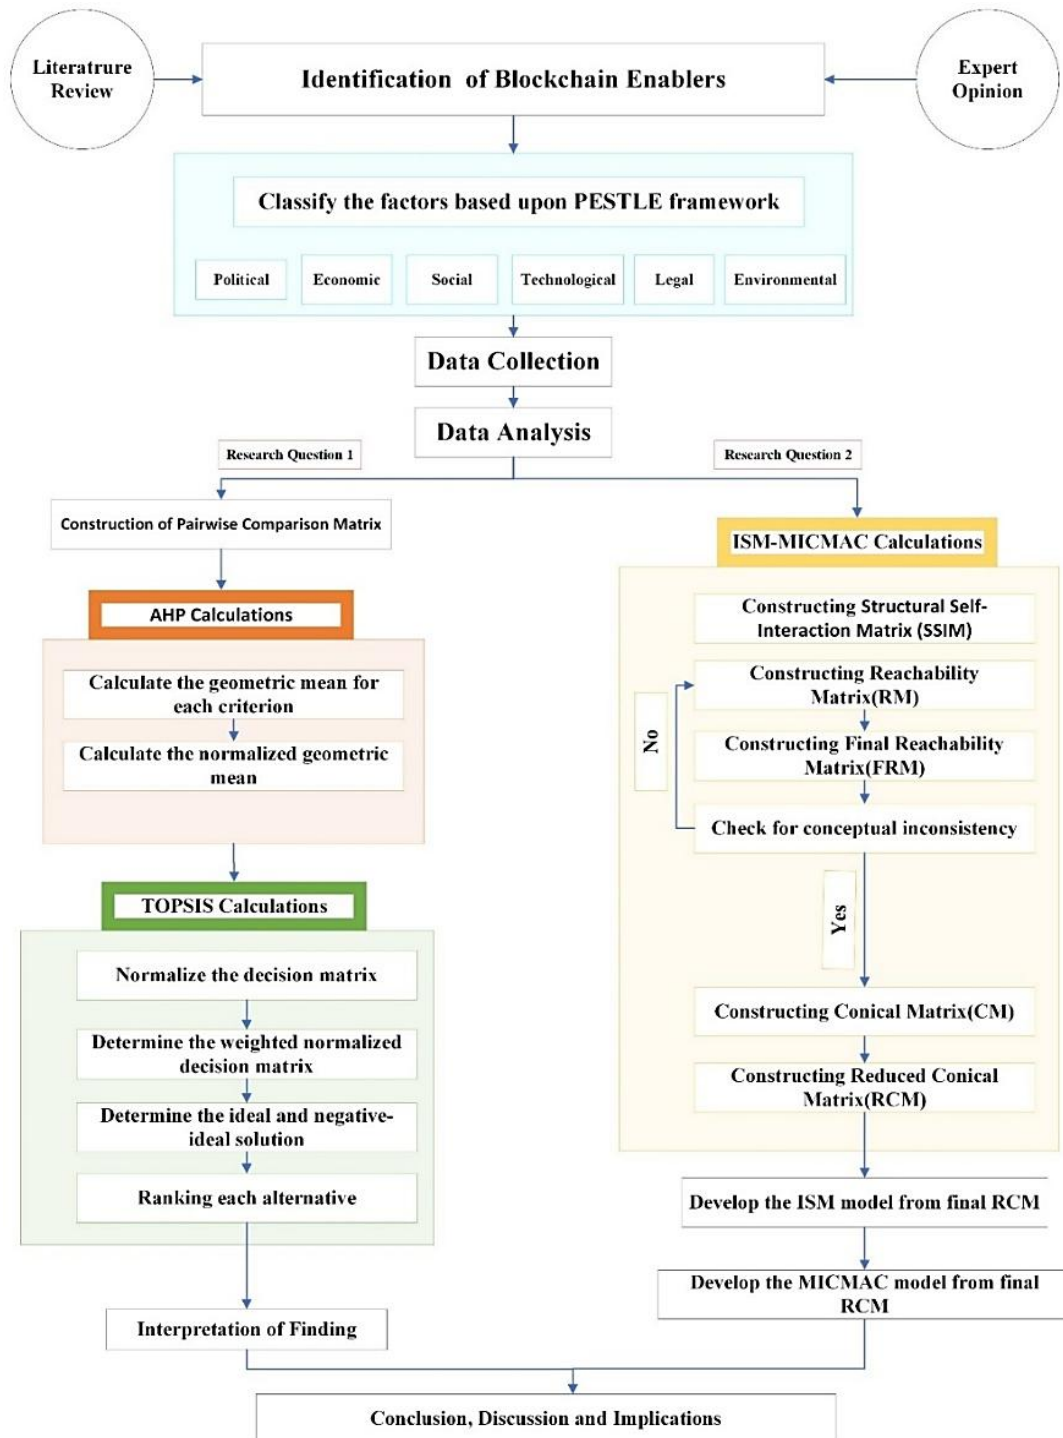 Literatrure
Review
Identification of Blockchain Enablers
Expert
Opinion
Classify the factors based upon PESTLE framework
Political
Economic
Social
Technological
Legal
Environmental
Data Collection
Data Analysis
Research Question 1
Research Question 2
Construction of Pairwise Comparison Matrix
AHP Calculations
Calculate the geometric mean for
each criterion
Calculate the normalized geometric
mean
TOPSIS Calculations
Normalize the decision matrix
Determine the weighted normalized
decision matrix
Determine the ideal and negative-
ideal solution
Ranking each alternative
Interpretation of Finding
ISM-MICMAC Calculations
Constructing Structural Self-
Interaction Matrix (SSIM)
Constructing Reachability
Matrix(RM)
No
Constructing Final Reachability
Matrix(FRM)
Check for conceptual inconsistency
Yes
Constructing Conical Matrix(CM)
Constructing Reduced Conical
Matrix(RCM)
Develop the ISM model from final RCM
Develop the MICMAC model from final
RCM
Conclusion, Discussion and Implications